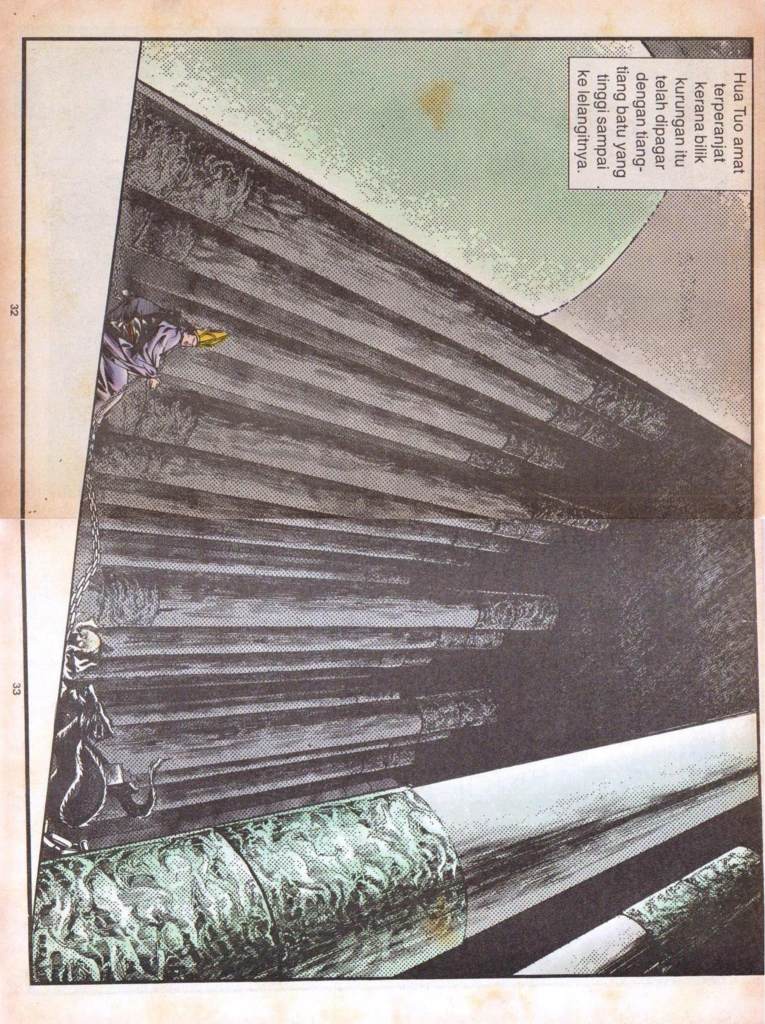 Hua Tuo amat
terperanjat
kerana bilik
kurungan itu
telah dipagar
dengan tiang-
tiang batu yang
tinggi sampai
ke lelangitnya.
32
33